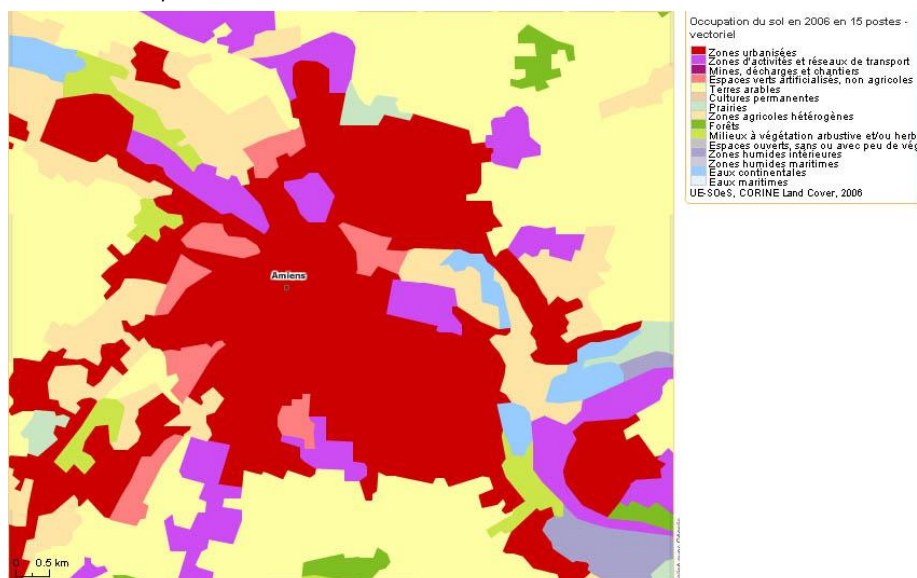 Occupation du sol en 2006 en 15 postes -
vectoriel
Zones urbanisées
Zones d'activités et réseaux de transport
Mines, décharges et chantiers
Espaces verts artificialisés, non agricoles
Terres arables
Cultures permanentes
Prairies
Zones agricoles hétérogènes
Forêts
Milieux à végétation arbustive et/ou herb
Espaces ouverts, sans ou avec peu de vég
Zones humides intérieures
Zones humides maritimes
Eaux continentales
Eaux maritimes
UE-SOeS, CORINE Land Cover, 2006
Amiens
0 0.5 km